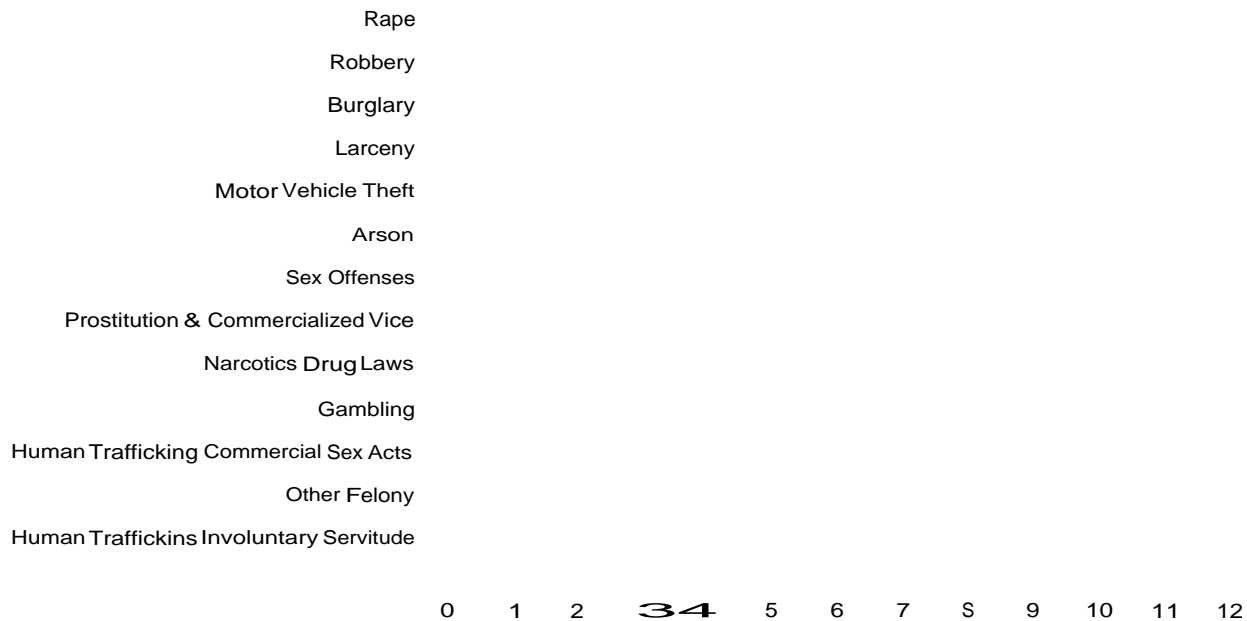 Rape
Robbery
Burglary
Larceny
Motor Vehicle Theft
Arson
Sex Offenses
Prostitution & Commercialized Vice
Narcotics Drug Laws
Gambling
Human Trafficking Commercial Sex Acts
Other Felony
Human Traffickins Involuntary Servitude
0 1 2 34 5 6 7 S 9 10 11 12